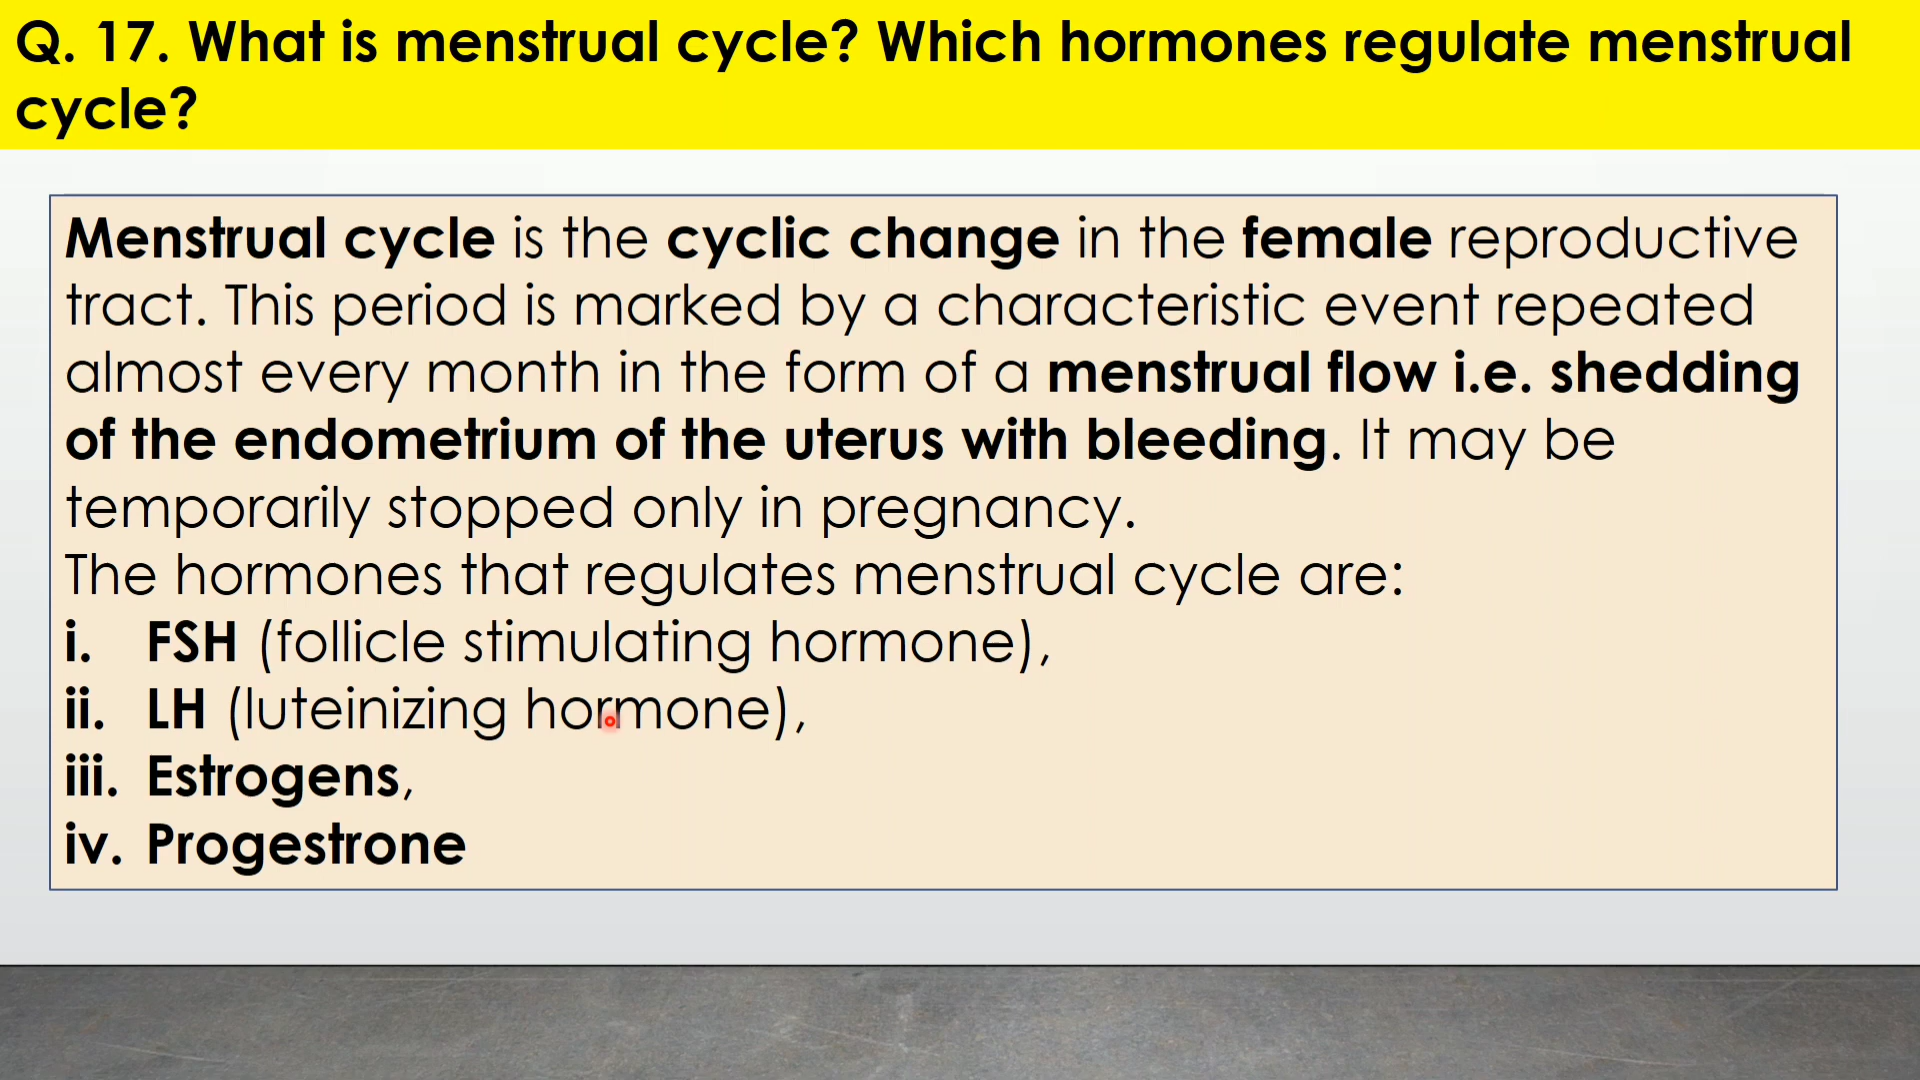 Q. 17. What is menstrual cycle? Which hormones regulate menstrual
cycle?
Menstrual cycle is the cyclic change in the female reproductive
tract. This period is marked by a characteristic event repeated
almost every month in the form of a menstrual flow i.e. shedding
of the endometrium of the uterus with bleeding. It may be
temporarily stopped only in pregnancy.
The hormones that regulates menstrual cycle are:
i. FSH (follicle stimulating hormone),
ii. LH (luteinizing hormone),
iii. Estrogens,
iv. Progestrone